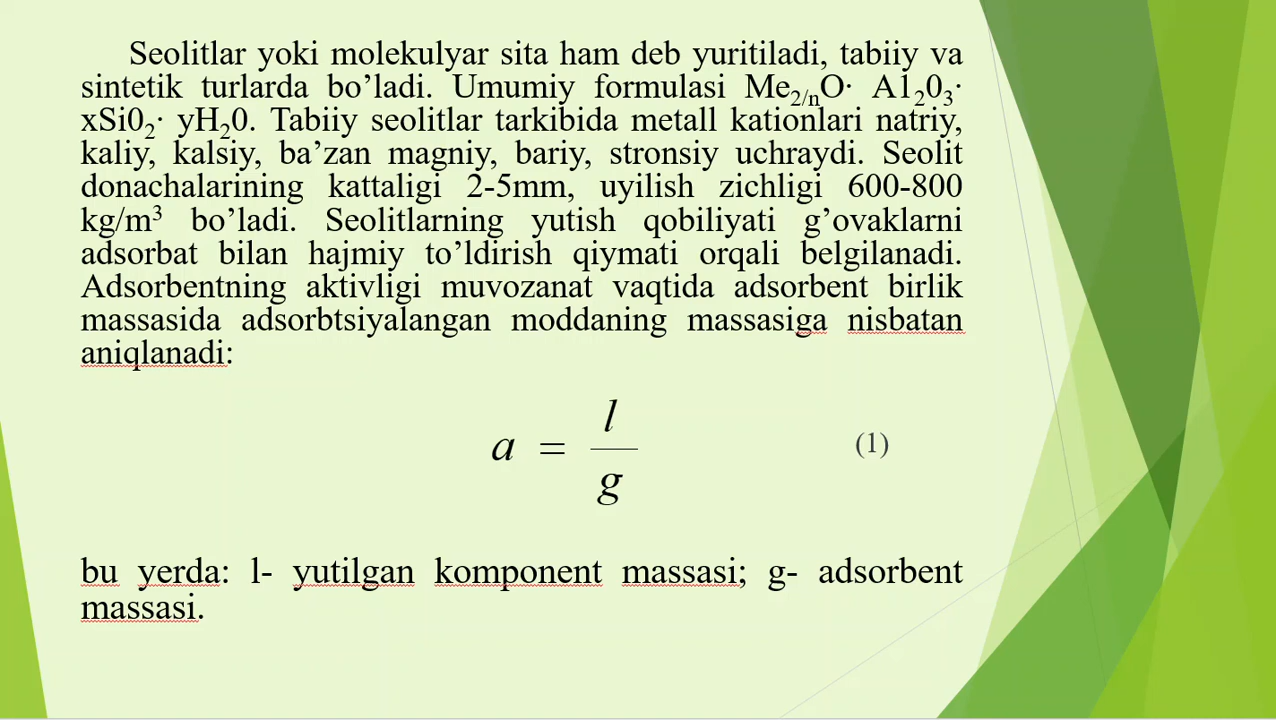 Seolitlar yoki molekulyar sita ham deb yuritiladi, tabiiy va
sintetik turlarda bo’ladi. Umumiy formulasi Me₂/ₙO· A1₂0₃·
xSi0₂· yH₂0. Tabiiy seolitlar tarkibida metall kationlari natriy,
kaliy, kalsiy, ba’zan magniy, bariy, stronsiy uchraydi. Seolit
donachalarining kattaligi 2-5mm, uyilish zichligi 600-800
kg/m³ bo’ladi. Seolitlarning yutish qobiliyati g’ovaklarni
adsorbat bilan hajmiy to’ldirish qiymati orqali belgilanadi.
Adsorbentning aktivligi muvozanat vaqtida adsorbent birlik
massasida adsorbtsiyalangan moddaning massasiga nisbatan
aniqlanadi:
a = l/g (1)
bu yerda: l- yutilgan komponent massasi; g- adsorbent
massasi.